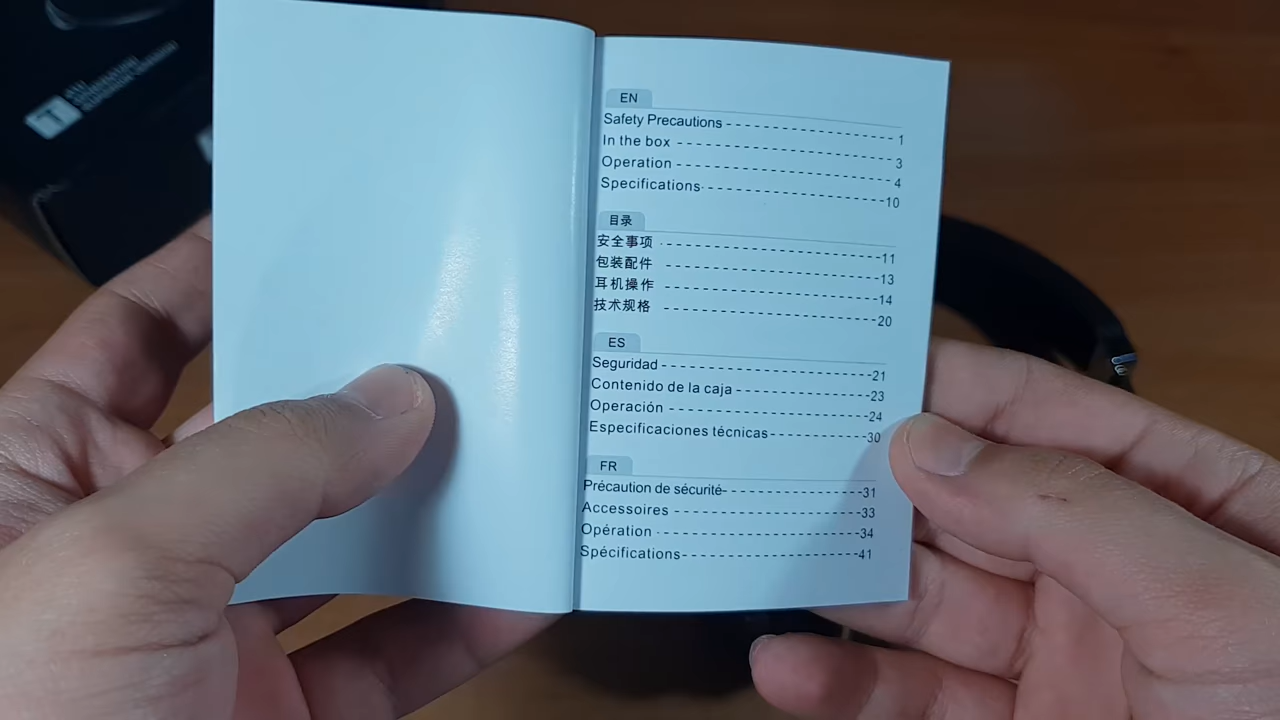 EN
Safety Precautions - - - - - - - - - - - - - - - - - - - 1
In the box - - - - - - - - - - - - - - - - - - - - - - - - 3
Operation - - - - - - - - - - - - - - - - - - - - - - - - 4
Specifications - - - - - - - - - - - - - - - - - - - - - 10
目录
安全事项 - - - - - - - - - - - - - - - - - - - - - - - - 11
包装配件 - - - - - - - - - - - - - - - - - - - - - - - - 13
耳机操作 - - - - - - - - - - - - - - - - - - - - - - - - 14
技术规格 - - - - - - - - - - - - - - - - - - - - - - - - 20
ES
Seguridad - - - - - - - - - - - - - - - - - - - - - - - - 21
Contenido de la caja - - - - - - - - - - - - - - - - - 23
Operación - - - - - - - - - - - - - - - - - - - - - - - - 24
Especificaciones técnicas - - - - - - - - - - - - - 30
FR
Précaution de sécurité - - - - - - - - - - - - - - - - 31
Accessoires - - - - - - - - - - - - - - - - - - - - - - 33
Opération - - - - - - - - - - - - - - - - - - - - - - - - 34
Spécifications - - - - - - - - - - - - - - - - - - - - - 41